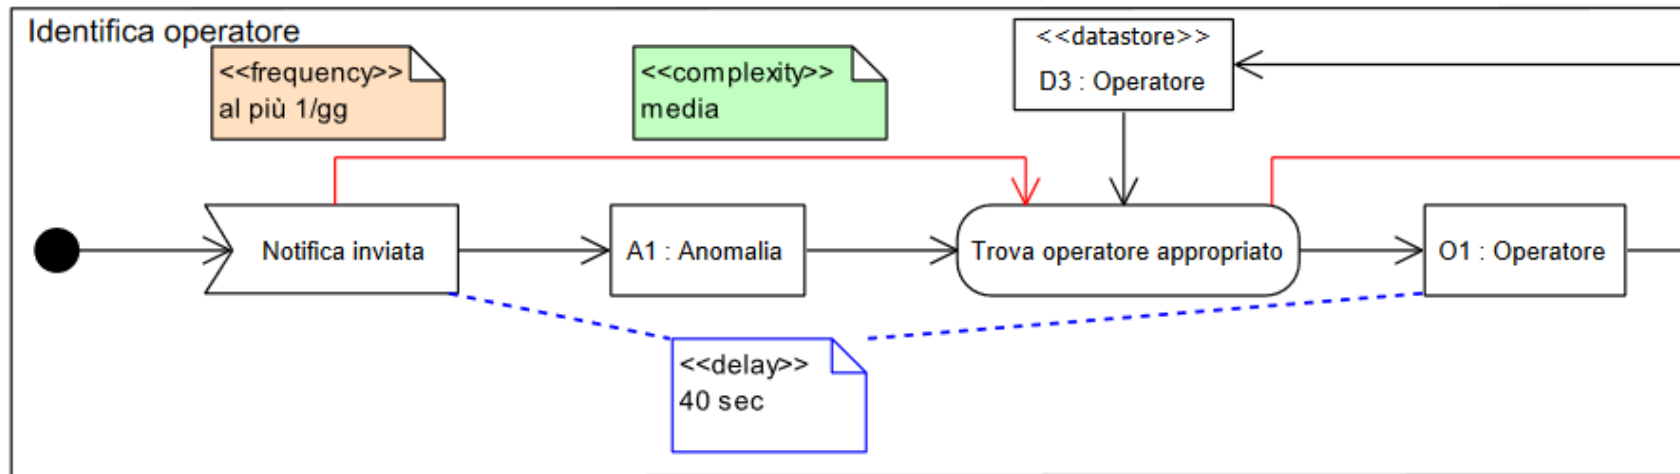 Identifica operatore
<<frequency>>
al più 1/gg
<<complexity>>
media
<<datastore>>
D3 : Operatore
Notifica inviata
A1 : Anomalia
Trova operatore appropriato
O1 : Operatore
<<delay>>
40 sec